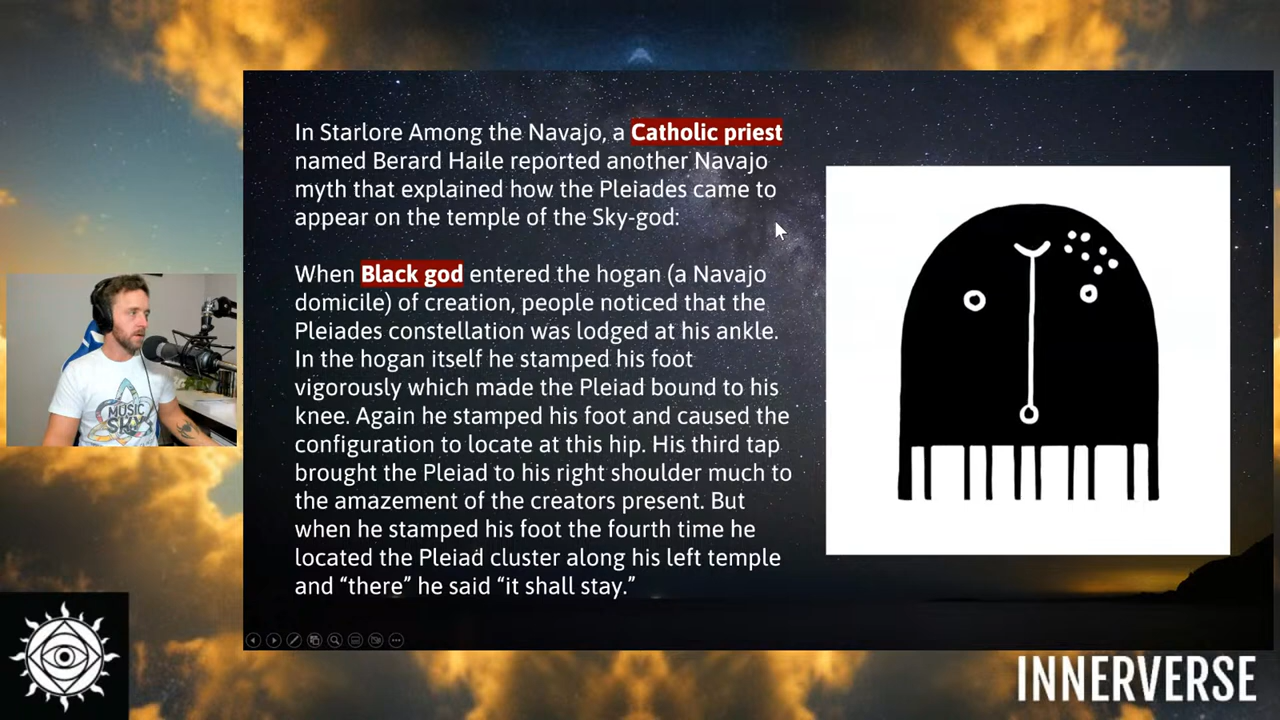 In Starlore Among the Navajo, a Catholic priest
named Berard Haile reported another Navajo
myth that explained how the Pleiades came to
appear on the temple of the Sky-god:
When Black god entered the hogan (a Navajo
domicile) of creation, people noticed that the
Pleiades constellation was lodged at his ankle.
In the hogan itself he stamped his foot
vigorously which made the Pleiad bound to his
knee. Again he stamped his foot and caused the
configuration to locate at this hip. His third tap
brought the Pleiad to his right shoulder much to
the amazement of the creators present. But
when he stamped his foot the fourth time he
located the Pleiad cluster along his left temple
and “there” he said “it shall stay.”
MUSIC
SKY
INNERVERSE